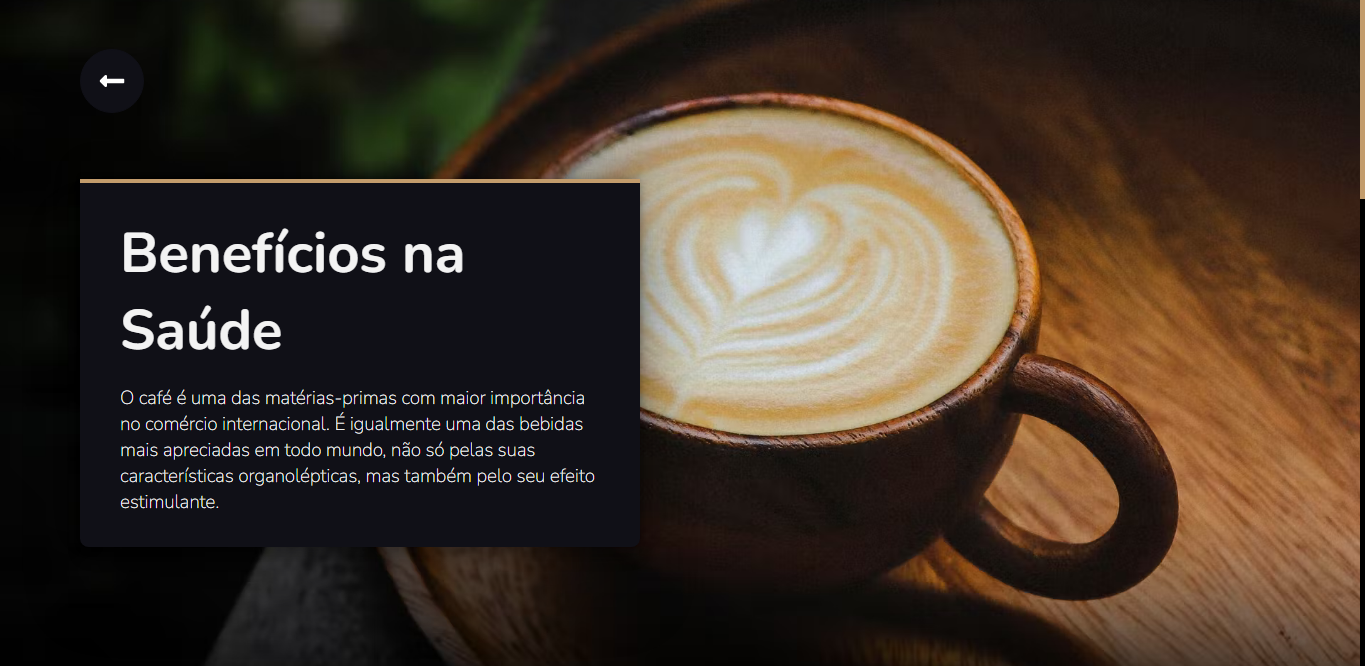 Benefícios na
Saúde
O café é uma das matérias-primas com maior importância
no comércio internacional. É igualmente uma das bebidas
mais apreciadas em todo mundo, não só pelas suas
características organolépticas, mas também pelo seu efeito
estimulante.